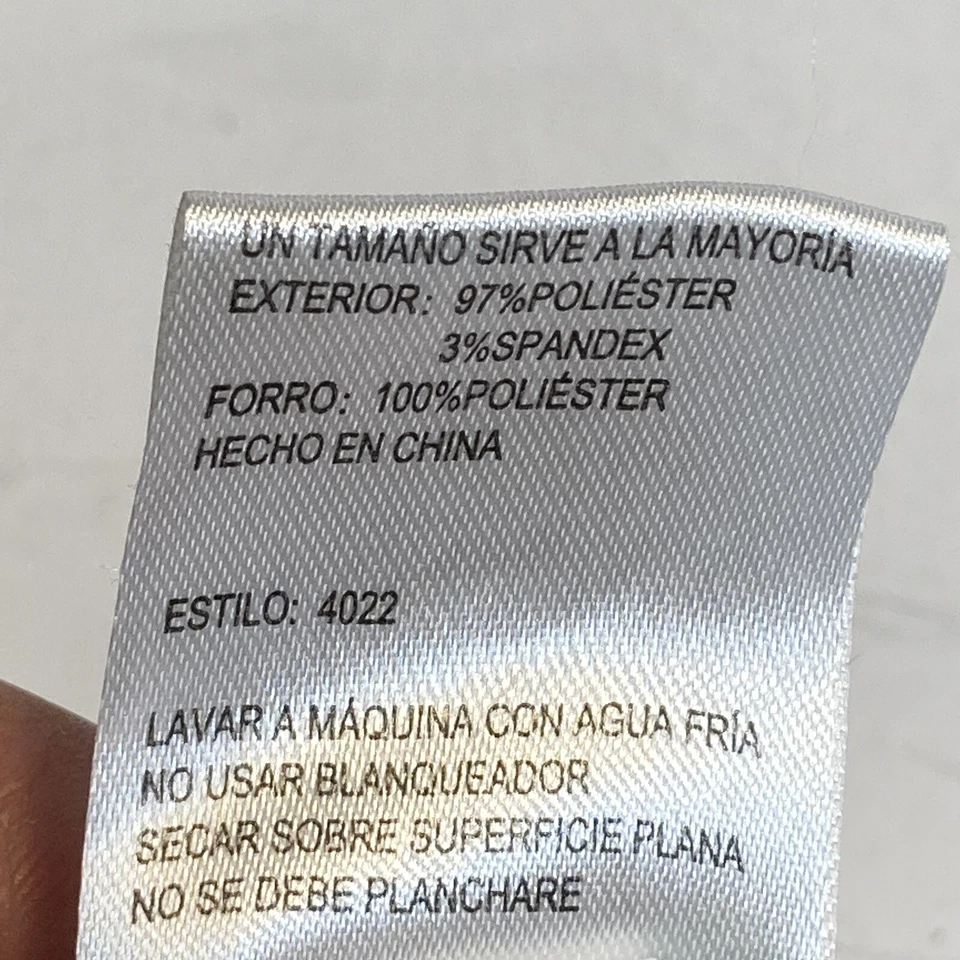 UN TAMAÑO SIRVE A LA MAYORÍA
EXTERIOR: 97%POLIÉSTER
3%SPANDEX
FORRO: 100%POLIÉSTER
HECHO EN CHINA
ESTILO: 4022
LAVAR A MÁQUINA CON AGUA FRÍA
NO USAR BLANQUEADOR
SECAR SOBRE SUPERFICIE PLANA
NO SE DEBE PLANCHARE